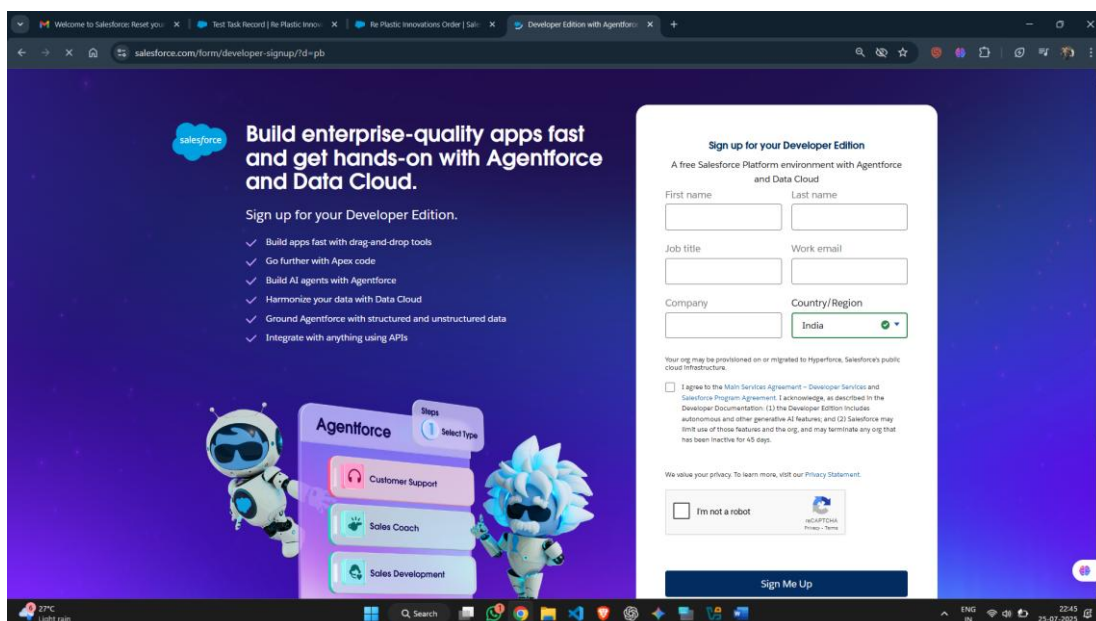 Welcome to Salesforce: Reset you
Test Task Record | Re Plastic Innov
Re Plastic Innovations Order | Sale
Developer Edition with Agentforc
salesforce.com/form/developer-signup/?d=pb
salesforce
Build enterprise-quality apps fast
and get hands-on with Agentforce
and Data Cloud.
Sign up for your Developer Edition.
Build apps fast with drag-and-drop tools
Go further with Apex code
Build AI agents with Agentforce
Harmonize your data with Data Cloud
Ground Agentforce with structured and unstructured data
Integrate with anything using APIs
Agentforce
Steps
1 Select Type
Customer Support
Sales Coach
Sales Development
Sign up for your Developer Edition
A free Salesforce Platform environment with Agentforce
and Data Cloud
First name Last name
Job title Work email
Company Country/Region
India
Your org may be provisioned on or migrated to Hyperforce, Salesforce's public
cloud infrastructure.
I agree to the Main Services Agreement – Developer Services and
Salesforce Program Agreement. I acknowledge, as described in the
Developer Documentation: (1) the Developer Edition includes
autonomous and other generative AI features; and (2) Salesforce may
limit use of those features and the org, and may terminate any org that
has been inactive for 45 days.
We value your privacy. To learn more, visit our Privacy Statement.
I'm not a robot
reCAPTCHA
Privacy - Terms
Sign Me Up
27°C
Light rain
Search
ENG
IN
22:45
25-07-2025